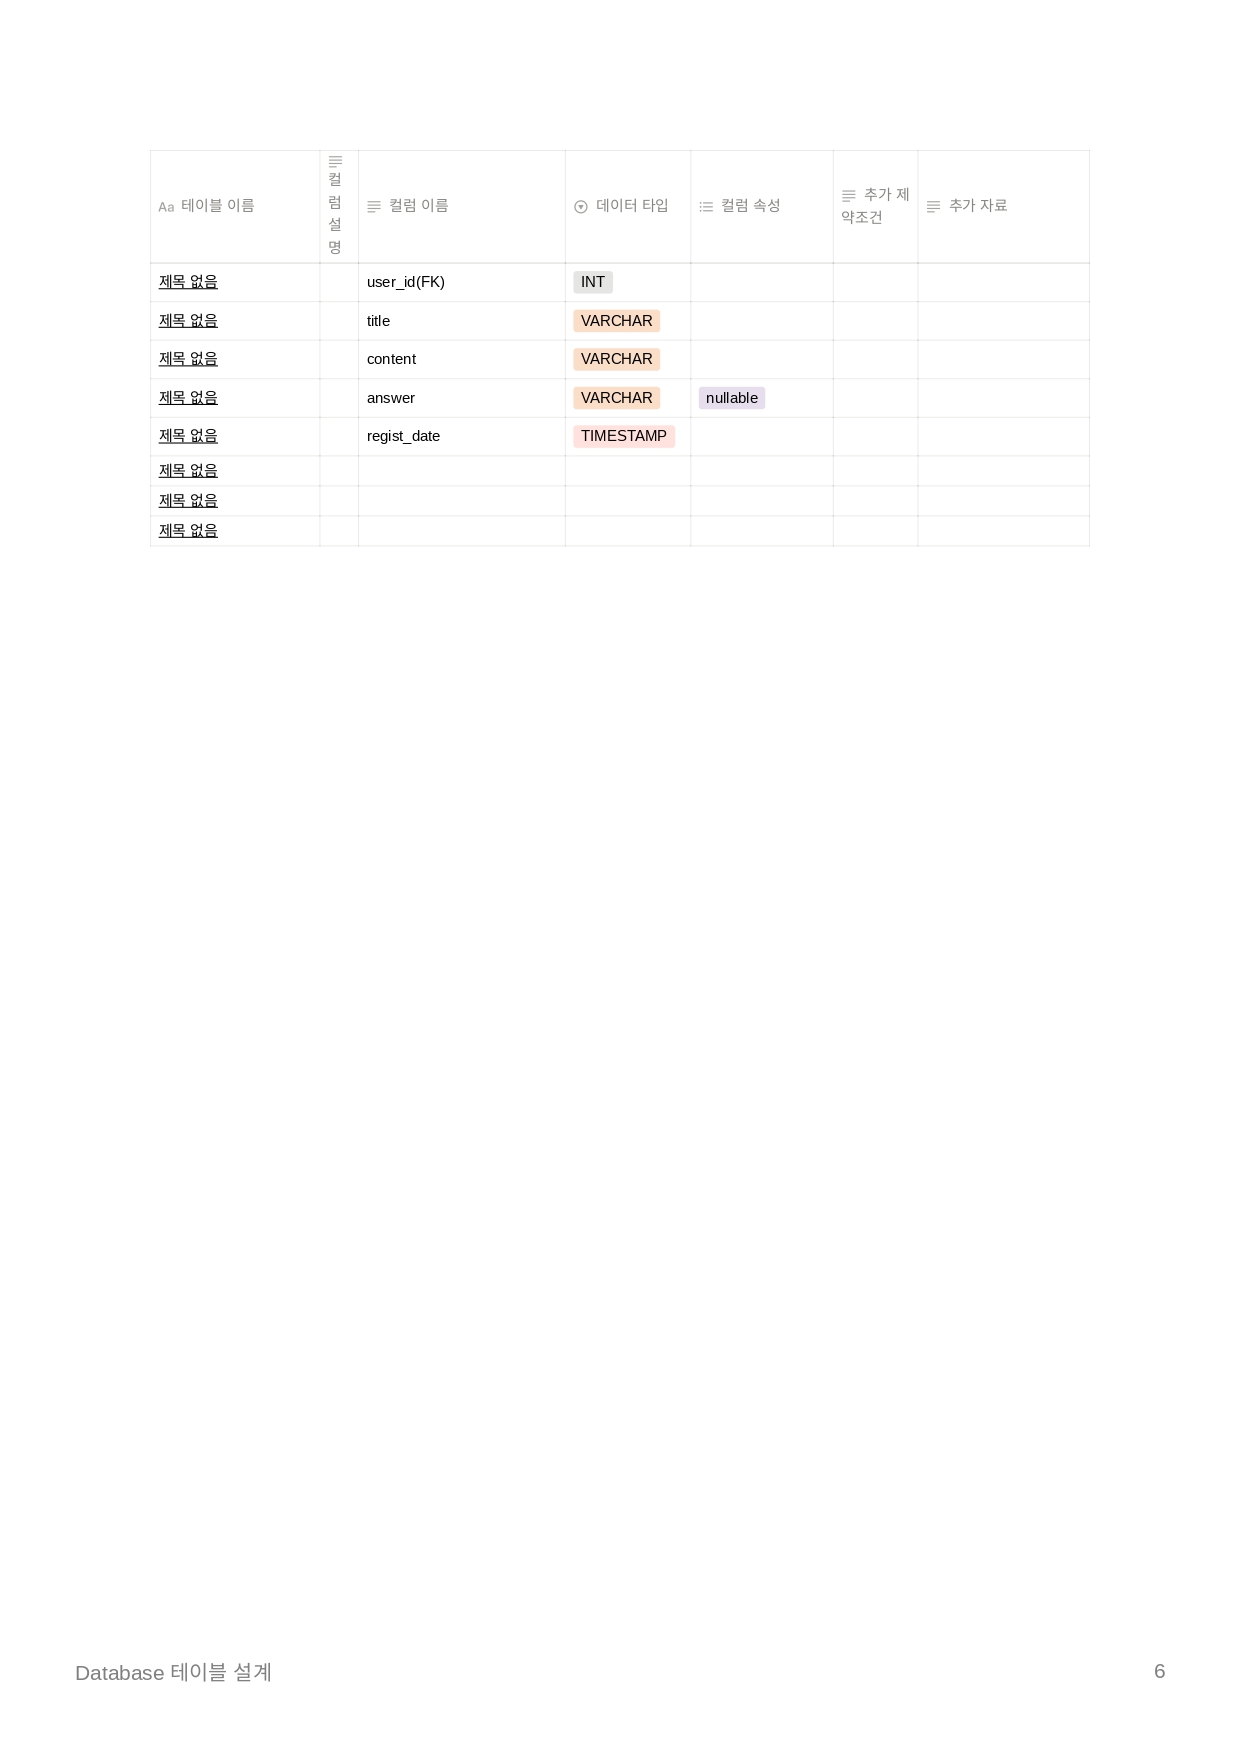 Aa 테이블 이름 컬럼 설명 컬럼 이름 데이터 타입 컬럼 속성 추가 제약조건 추가 자료
제목 없음 user_id(FK) INT
제목 없음 title VARCHAR
제목 없음 content VARCHAR
제목 없음 answer VARCHAR nullable
제목 없음 regist_date TIMESTAMP
제목 없음
제목 없음
제목 없음
Database 테이블 설계 6